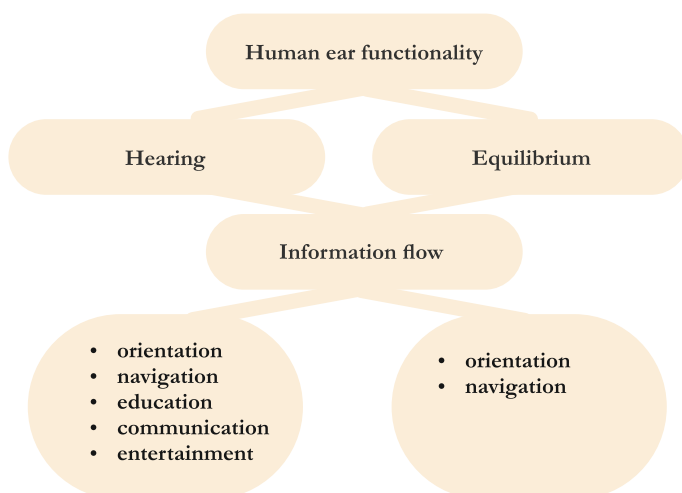 Human ear functionality
Hearing
Equilibrium
Information flow
• orientation
• navigation
• education
• communication
• entertainment
• orientation
• navigation